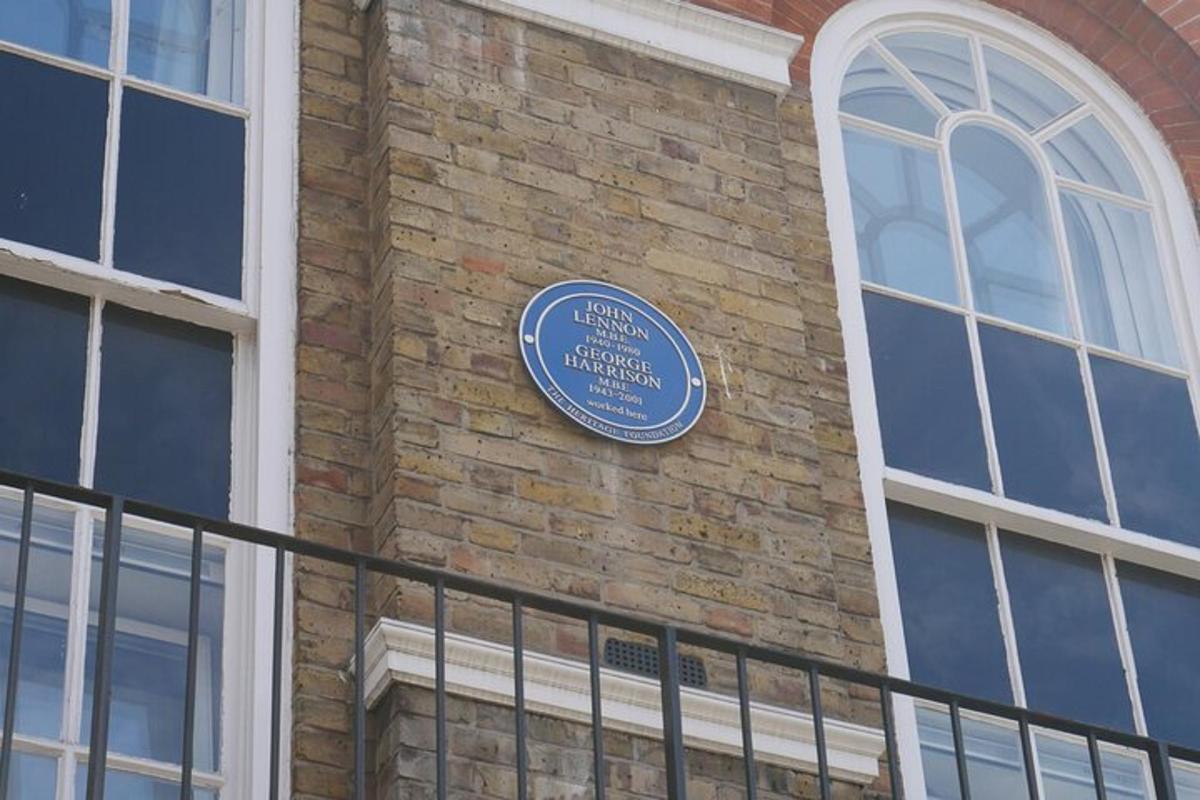 JOHN
LENNON
M.B.E.
1940-1980
GEORGE
HARRISON
M.B.E.
1943-2001
worked here
THE HERITAGE FOUNDATION